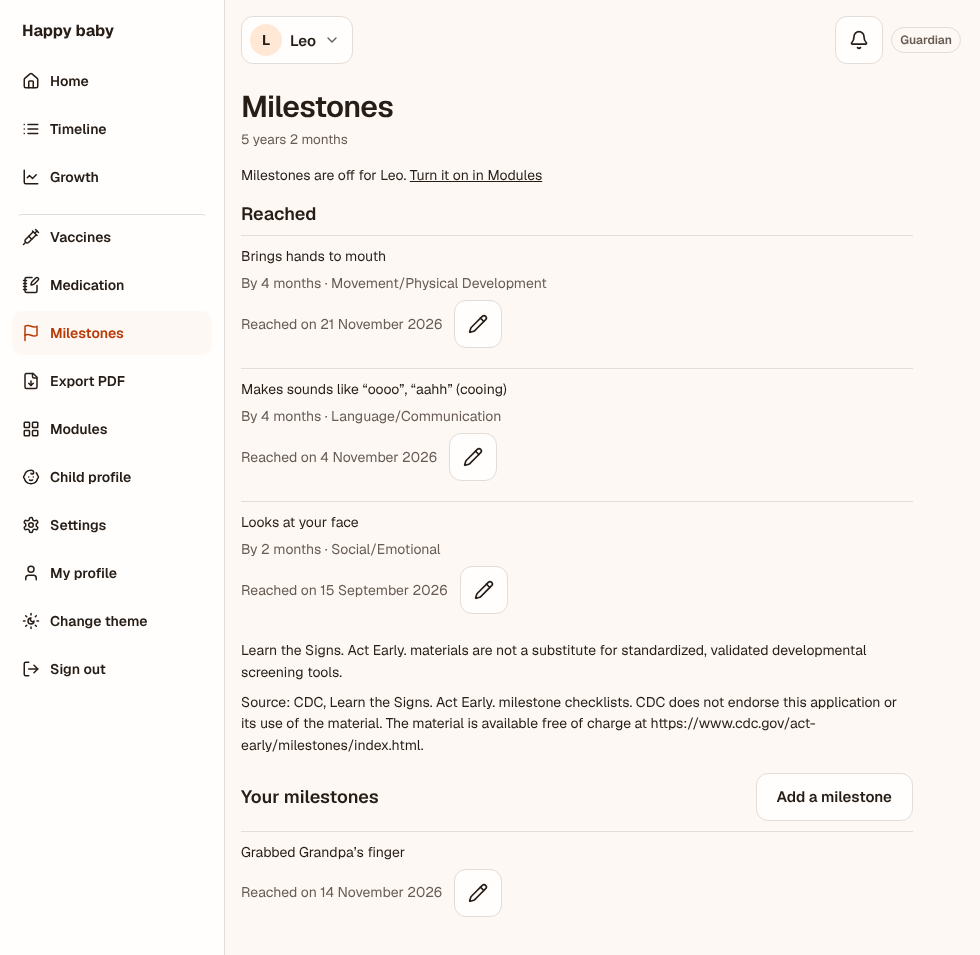 Happy baby
Home
Timeline
Growth
Vaccines
Medication
Milestones
Export PDF
Modules
Child profile
Settings
My profile
Change theme
Sign out
L Leo
Guardian
Milestones
5 years 2 months
Milestones are off for Leo. Turn it on in Modules
Reached
Brings hands to mouth
By 4 months · Movement/Physical Development
Reached on 21 November 2026
Makes sounds like “oooo”, “aahh” (cooing)
By 4 months · Language/Communication
Reached on 4 November 2026
Looks at your face
By 2 months · Social/Emotional
Reached on 15 September 2026
Learn the Signs. Act Early. materials are not a substitute for standardized, validated developmental
screening tools.
Source: CDC, Learn the Signs. Act Early. milestone checklists. CDC does not endorse this application or
its use of the material. The material is available free of charge at https://www.cdc.gov/act-
early/milestones/index.html.
Your milestones
Add a milestone
Grabbed Grandpa’s finger
Reached on 14 November 2026